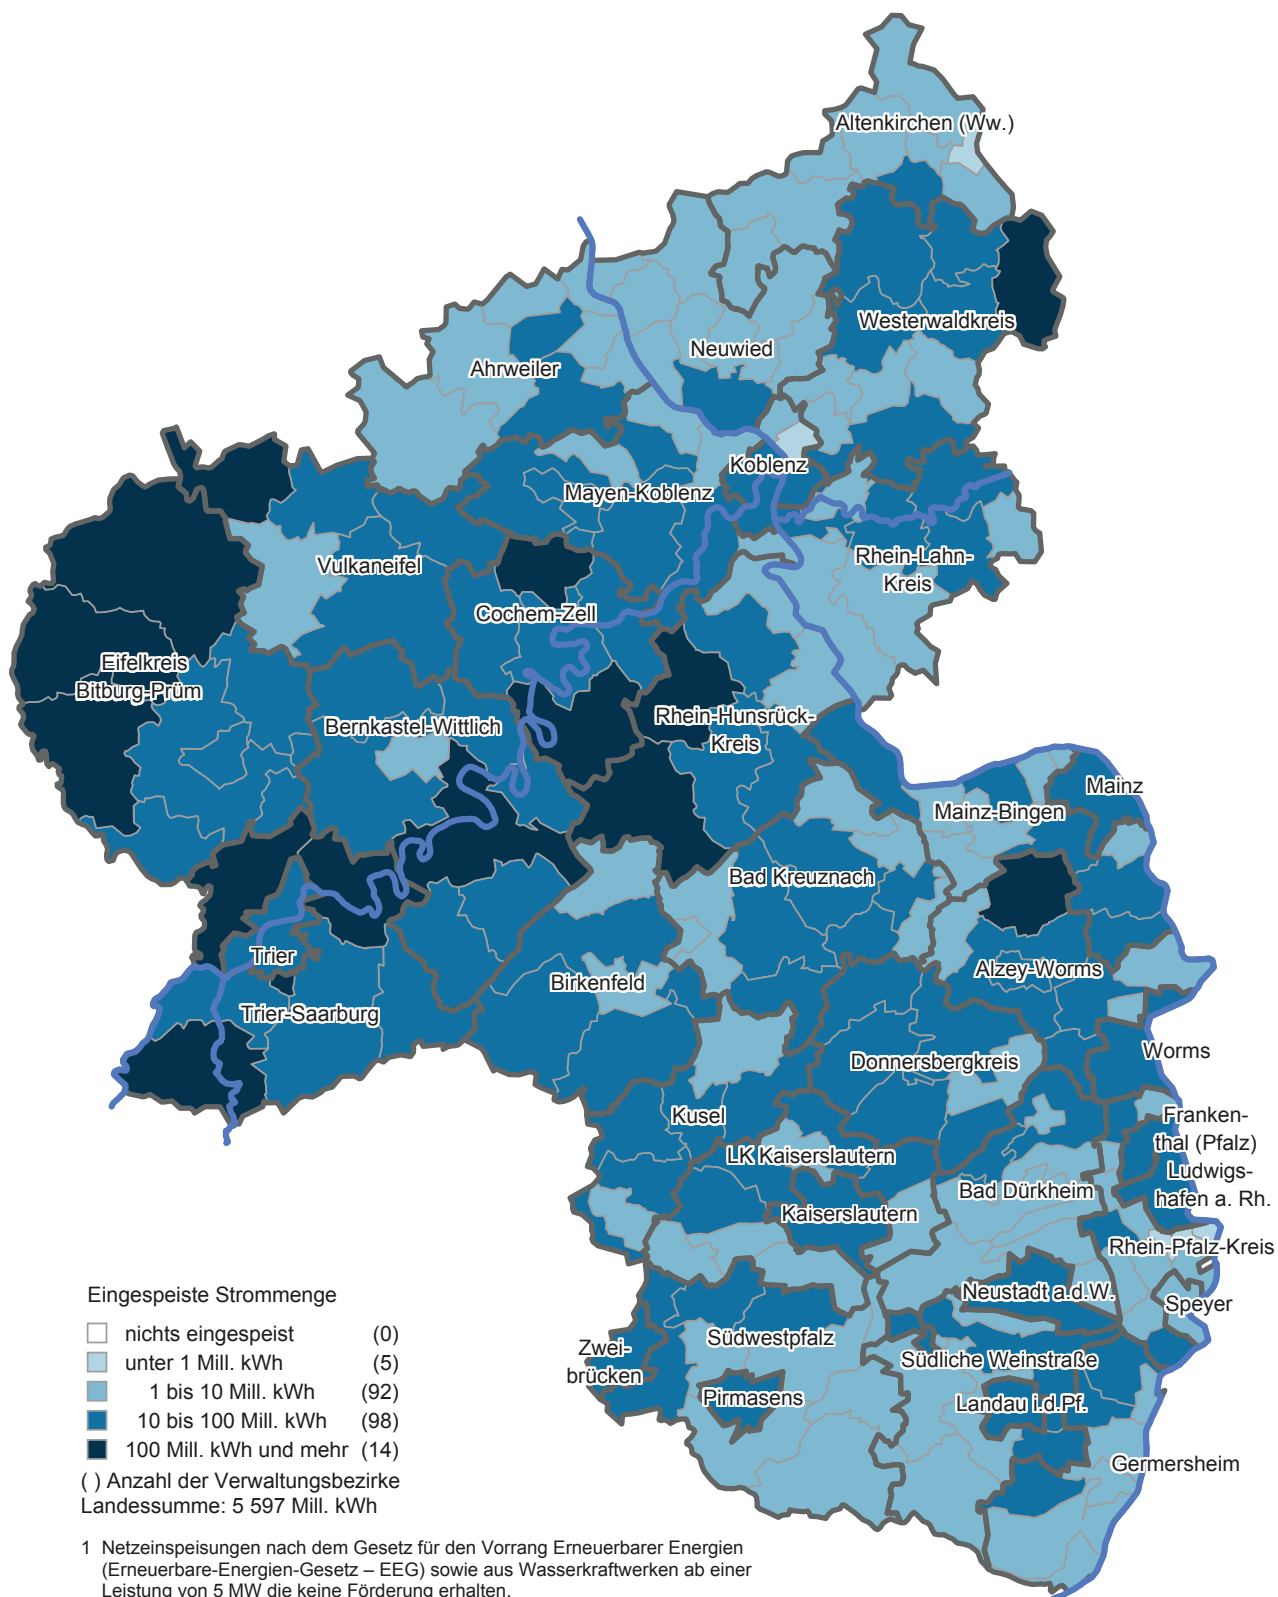 Altenkirchen (Ww.)
Westerwaldkreis
Neuwied
Ahrweiler
Koblenz
Mayen-Koblenz
Rhein-Lahn-
Kreis
Vulkaneifel
Cochem-Zell
Eifelkreis
Bitburg-Prüm
Rhein-Hunsrück-
Kreis
Bernkastel-Wittlich
Mainz
Mainz-Bingen
Bad Kreuznach
Trier
Alzey-Worms
Birkenfeld
Trier-Saarburg
Worms
Donnersbergkreis
Kusel
Franken-
thal (Pfalz)
LK Kaiserslautern
Ludwigs-
hafen a. Rh.
Bad Dürkheim
Kaiserslautern
Rhein-Pfalz-Kreis
Neustadt a.d.W.
Speyer
Südwestpfalz
Zwei-
brücken
Südliche Weinstraße
Pirmasens
Landau i.d.Pf.
Germersheim
Eingespeiste Strommenge
nichts eingespeist (0)
unter 1 Mill. kWh (5)
1 bis 10 Mill. kWh (92)
10 bis 100 Mill. kWh (98)
100 Mill. kWh und mehr (14)
( ) Anzahl der Verwaltungsbezirke
Landessumme: 5 597 Mill. kWh
1 Netzeinspeisungen nach dem Gesetz für den Vorrang Erneuerbarer Energien
(Erneuerbare-Energien-Gesetz – EEG) sowie aus Wasserkraftwerken ab einer
Leistung von 5 MW die keine Förderung erhalten.